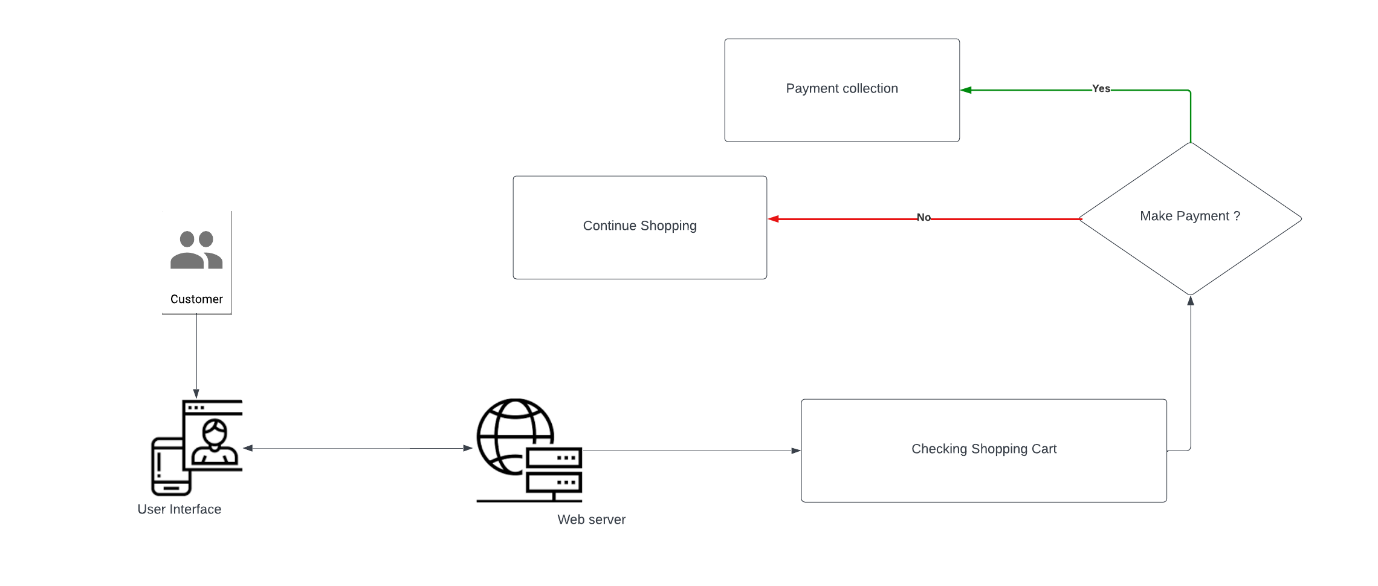 Payment collection
Yes
Continue Shopping
No
Make Payment ?
Customer
Checking Shopping Cart
User Interface
Web server